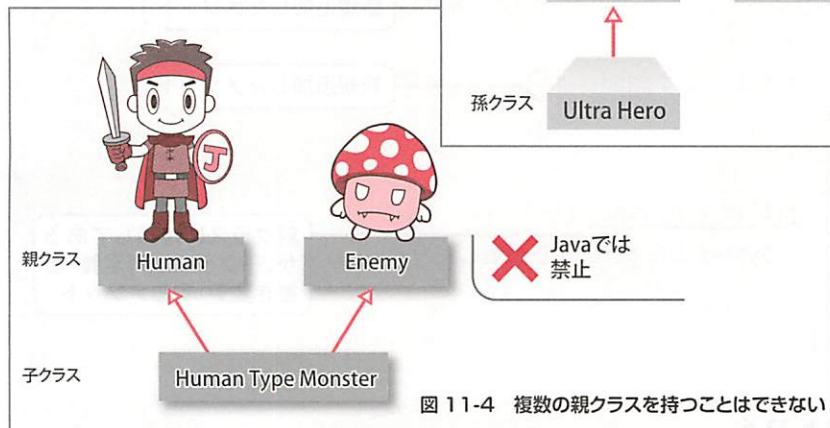 孫クラス
Ultra Hero
J
親クラス
Human
Enemy
Javaでは
禁止
子クラス
Human Type Monster
図 11-4 複数の親クラスを持つことはできない